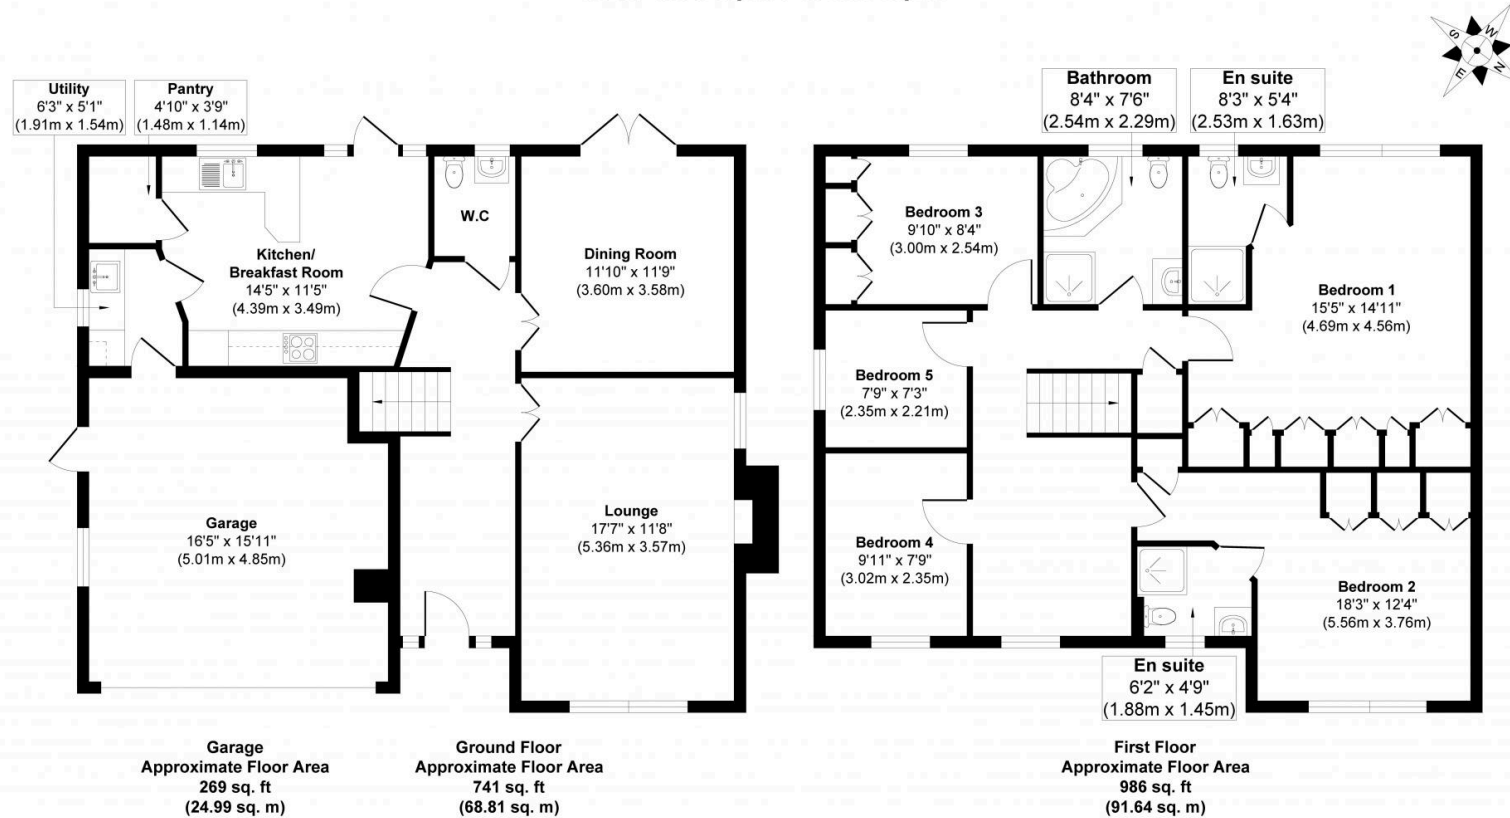 S
W
N
E
Utility
6'3" x 5'1"
(1.91m x 1.54m)
Pantry
4'10" x 3'9"
(1.48m x 1.14m)
W.C
Kitchen/
Breakfast Room
14'5" x 11'5"
(4.39m x 3.49m)
Dining Room
11'10" x 11'9"
(3.60m x 3.58m)
Garage
16'5" x 15'11"
(5.01m x 4.85m)
Lounge
17'7" x 11'8"
(5.36m x 3.57m)
Bathroom
8'4" x 7'6"
(2.54m x 2.29m)
En suite
8'3" x 5'4"
(2.53m x 1.63m)
Bedroom 3
9'10" x 8'4"
(3.00m x 2.54m)
Bedroom 1
15'5" x 14'11"
(4.69m x 4.56m)
Bedroom 5
7'9" x 7'3"
(2.35m x 2.21m)
Bedroom 4
9'11" x 7'9"
(3.02m x 2.35m)
Bedroom 2
18'3" x 12'4"
(5.56m x 3.76m)
En suite
6'2" x 4'9"
(1.88m x 1.45m)
Garage
Approximate Floor Area
269 sq. ft
(24.99 sq. m)
Ground Floor
Approximate Floor Area
741 sq. ft
(68.81 sq. m)
First Floor
Approximate Floor Area
986 sq. ft
(91.64 sq. m)